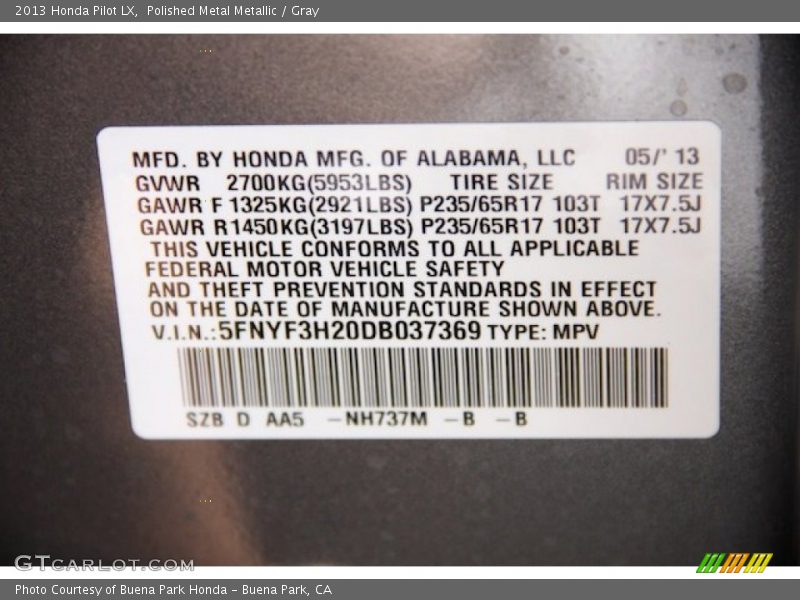 2013 Honda Pilot LX, Polished Metal Metallic / Gray
MFD. BY HONDA MFG. OF ALABAMA, LLC 05/' 13
GVWR 2700KG(5953LBS) TIRE SIZE RIM SIZE
GAWR F 1325KG(2921LBS) P235/65R17 103T 17X7.5J
GAWR R1450KG(3197LBS) P235/65R17 103T 17X7.5J
THIS VEHICLE CONFORMS TO ALL APPLICABLE
FEDERAL MOTOR VEHICLE SAFETY
AND THEFT PREVENTION STANDARDS IN EFFECT
ON THE DATE OF MANUFACTURE SHOWN ABOVE.
V.I.N.:5FNYF3H20DB037369 TYPE: MPV
SZB D AA5 -NH737M -B -B
GTCARLOT.COM
Photo Courtesy of Buena Park Honda - Buena Park, CA